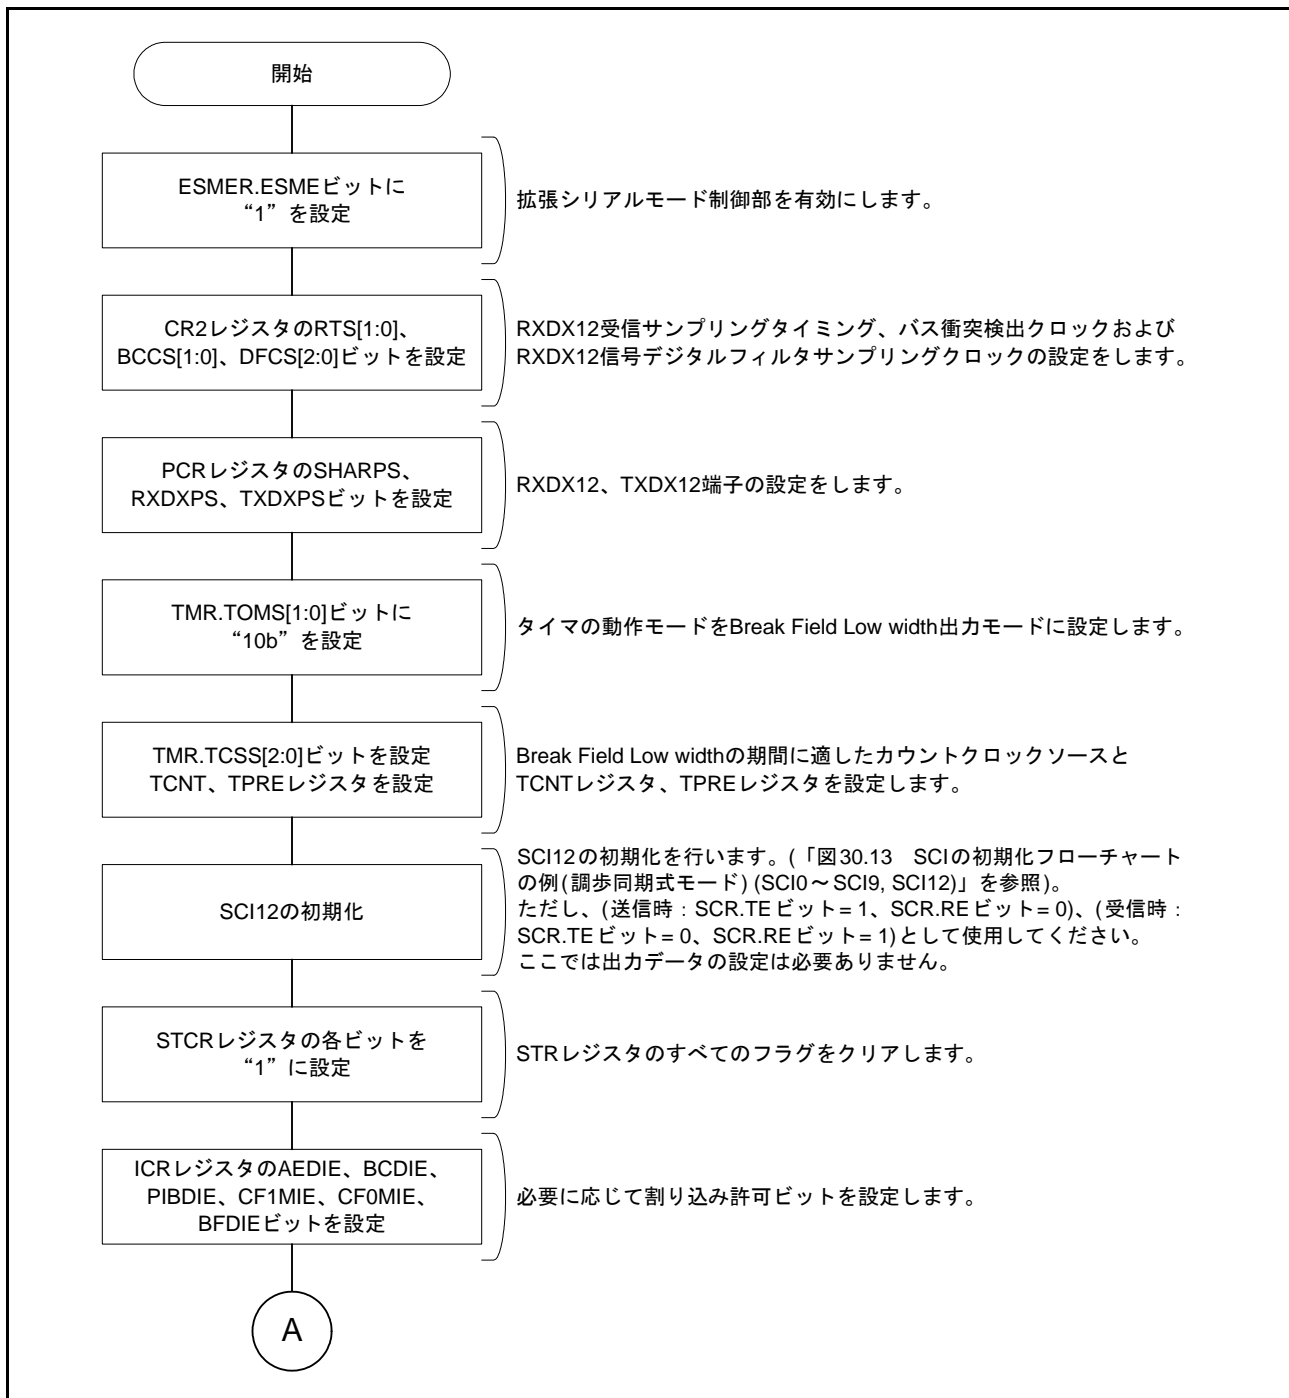 開始
ESMER.ESMEビットに
“1”を設定
拡張シリアルモード制御部を有効にします。
CR2レジスタのRTS[1:0]、
BCCS[1:0]、DFCS[2:0]ビットを設定
RXDX12受信サンプリングタイミング、バス衝突検出クロックおよび
RXDX12信号デジタルフィルタサンプリングクロックの設定をします。
PCRレジスタのSHARPS、
RXDXPS、TXDXPSビットを設定
RXDX12、TXDX12端子の設定をします。
TMR.TOMS[1:0]ビットに
“10b”を設定
タイマの動作モードをBreak Field Low width出力モードに設定します。
TMR.TCSS[2:0]ビットを設定
TCNT、TPREレジスタを設定
Break Field Low widthの期間に適したカウントクロックソースと
TCNTレジスタ、TPREレジスタを設定します。
SCI12の初期化
SCI12の初期化を行います。(「図30.13 SCIの初期化フローチャート
の例(調歩同期式モード) (SCI0～SCI9, SCI12)」を参照)。
ただし、(送信時：SCR.TEビット= 1、SCR.REビット= 0)、(受信時：
SCR.TEビット= 0、SCR.REビット= 1)として使用してください。
ここでは出力データの設定は必要ありません。
STCRレジスタの各ビットを
“1”に設定
STRレジスタのすべてのフラグをクリアします。
ICRレジスタのAEDIE、BCDIE、
PIBDIE、CF1MIE、CF0MIE、
BFDIEビットを設定
必要に応じて割り込み許可ビットを設定します。
A